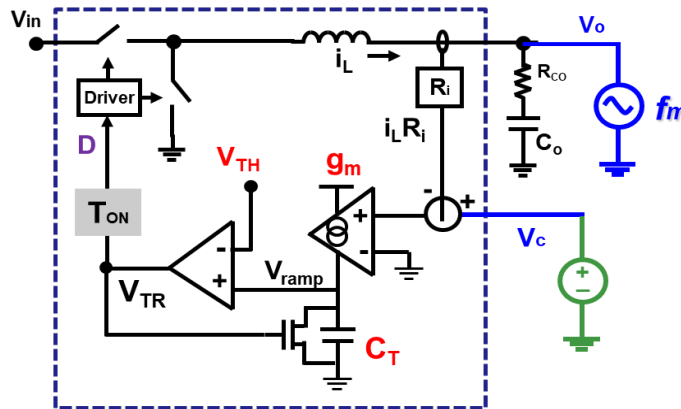 Vin
Vo
iL
Driver
Ri
RCO
fm
D
iLRi
Co
VTH
gm
TON
-
+
+
-
-
Vc
Vramp
+
+
–
VTR
CT